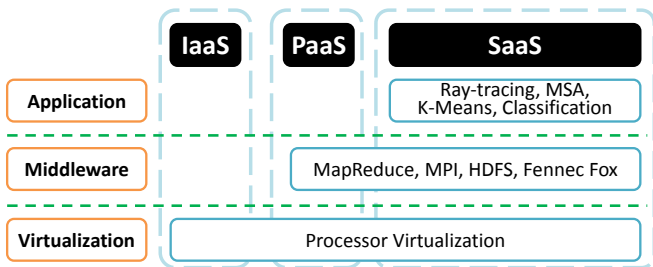 IaaS PaaS SaaS
Application
Ray-tracing, MSA,
K-Means, Classification
Middleware
MapReduce, MPI, HDFS, Fennec Fox
Virtualization
Processor Virtualization